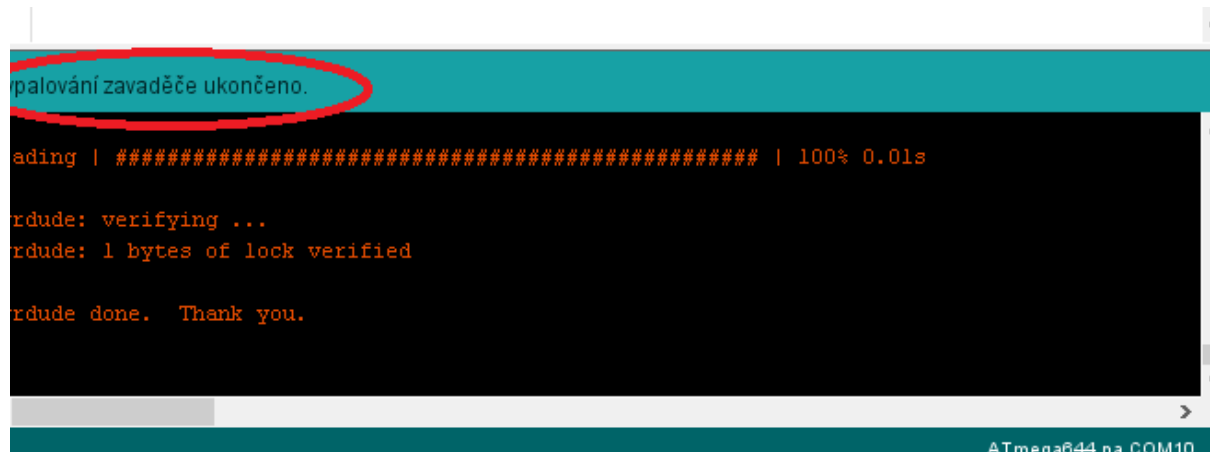 ypalování zavaděče ukončeno.
ading | ################################################## | 100% 0.01s
rdude: verifying ...
rdude: 1 bytes of lock verified
rdude done.  Thank you.
ATmega644 na COM10